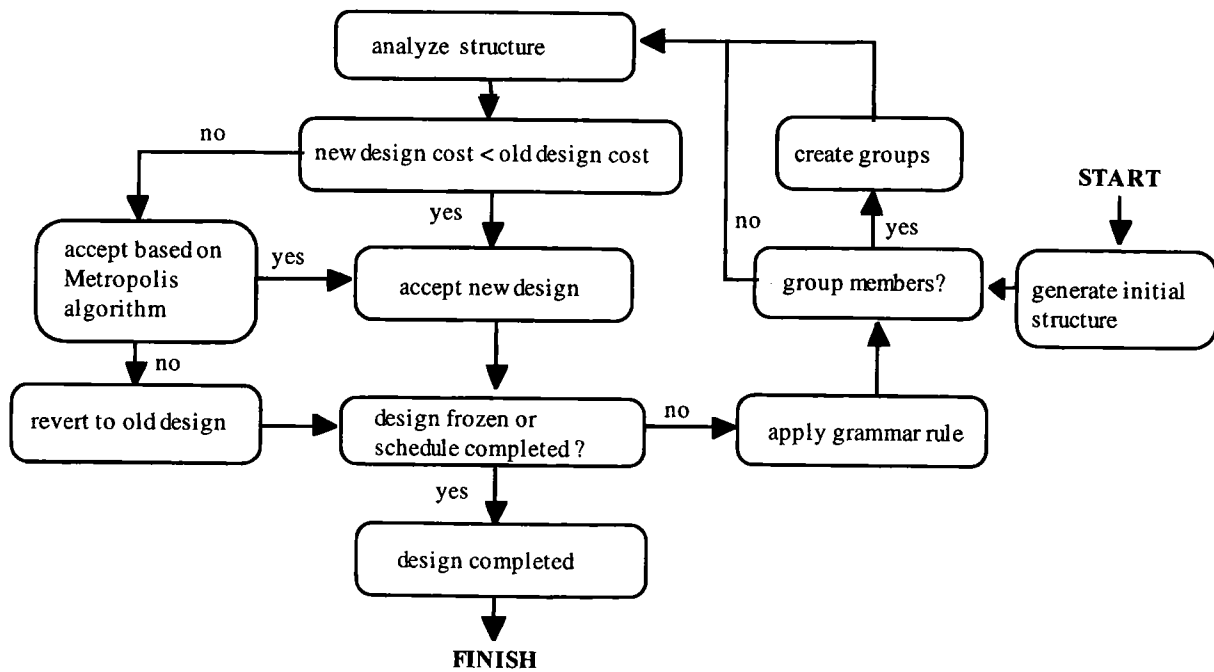 analyze structure
no
new design cost < old design cost
create groups
START
yes
no
yes
accept based on
Metropolis
algorithm
yes
accept new design
group members?
generate initial
structure
no
revert to old design
design frozen or
schedule completed ?
no
apply grammar rule
yes
design completed
FINISH